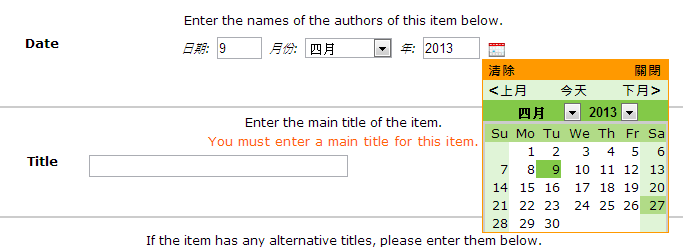 Enter the names of the authors of this item below.
Date 日期: 9 月份: 四月 年: 2013
清除 關閉
<上月 今天 下月>
四月 2013
Su Mo Tu We Th Fr Sa
1 2 3 4 5 6
7 8 9 10 11 12 13
14 15 16 17 18 19 20
21 22 23 24 25 26 27
28 29 30
Enter the main title of the item.
You must enter a main title for this item.
Title
If the item has any alternative titles, please enter them below.